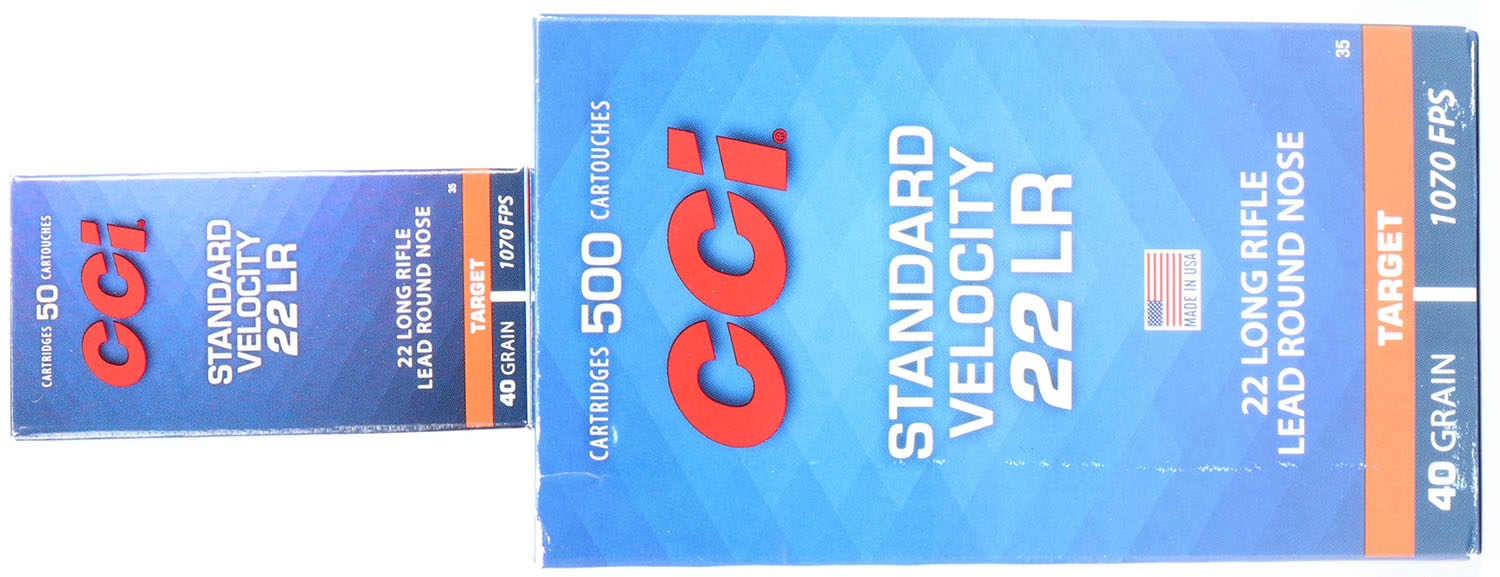 CARTRIDGES 50 CARTOUCHES
CCI®
STANDARD
VELOCITY
22 LR
22 LONG RIFLE
LEAD ROUND NOSE
35
TARGET
40 GRAIN 1070 FPS
CARTRIDGES 500 CARTOUCHES
CCI®
STANDARD
VELOCITY
22 LR
MADE IN USA
22 LONG RIFLE
LEAD ROUND NOSE
35
TARGET
40 GRAIN 1070 FPS